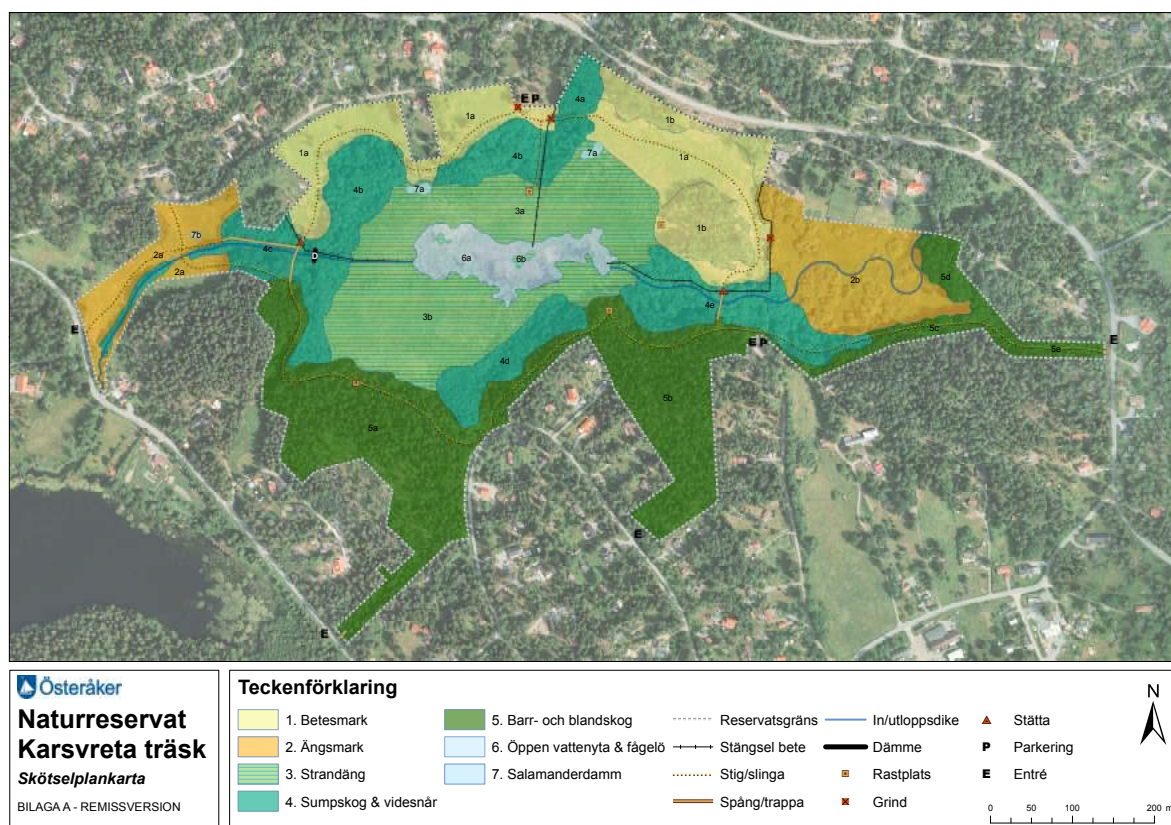 E P
4a
1b
1a
1a
1a
4b
7a
4b
7a
3a
1b
7b
4c
2a
2a
D
6a
6b
2b
5d
4e
E
3b
5c
E P
5e
E
4d
5b
5a
E
E
Österåker
Naturreservat
Karsvreta träsk
Skötselplankarta
BILAGA A - REMISSVERSION
Teckenförklaring
1. Betesmark
2. Ängsmark
3. Strandäng
4. Sumpskog & videsnår
5. Barr- och blandskog
6. Öppen vattenyta & fågelö
7. Salamanderdamm
Reservatsgräns
Stängsel bete
Stig/slinga
Spång/trappa
In/utloppsdike
Dämme
Rastplats
Grind
Stätta
P Parkering
E Entré
N
0 50 100 200 m